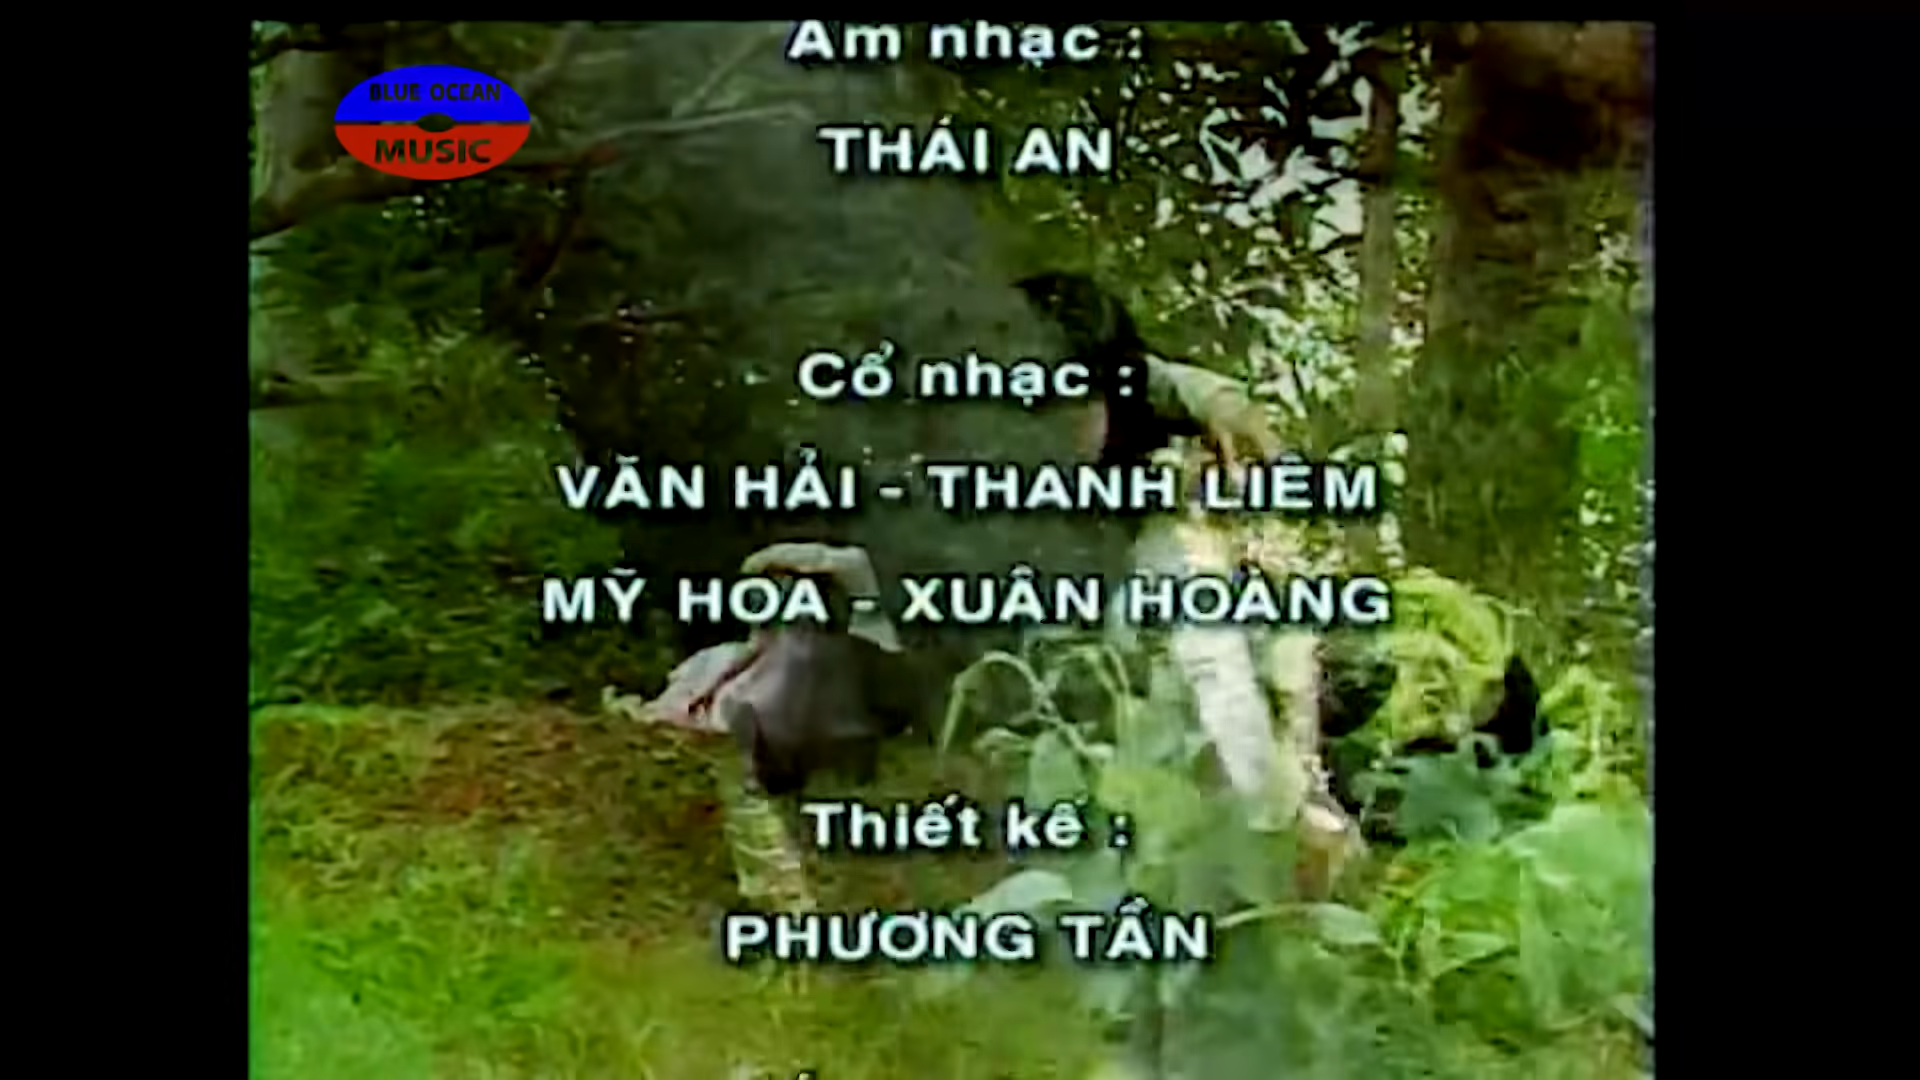 BLUE OCEAN
MUSIC
Âm nhạc :
THÁI AN
Cổ nhạc :
VĂN HẢI - THANH LIÊM
MỸ HOA - XUÂN HOÀNG
Thiết kế :
PHƯƠNG TẦN